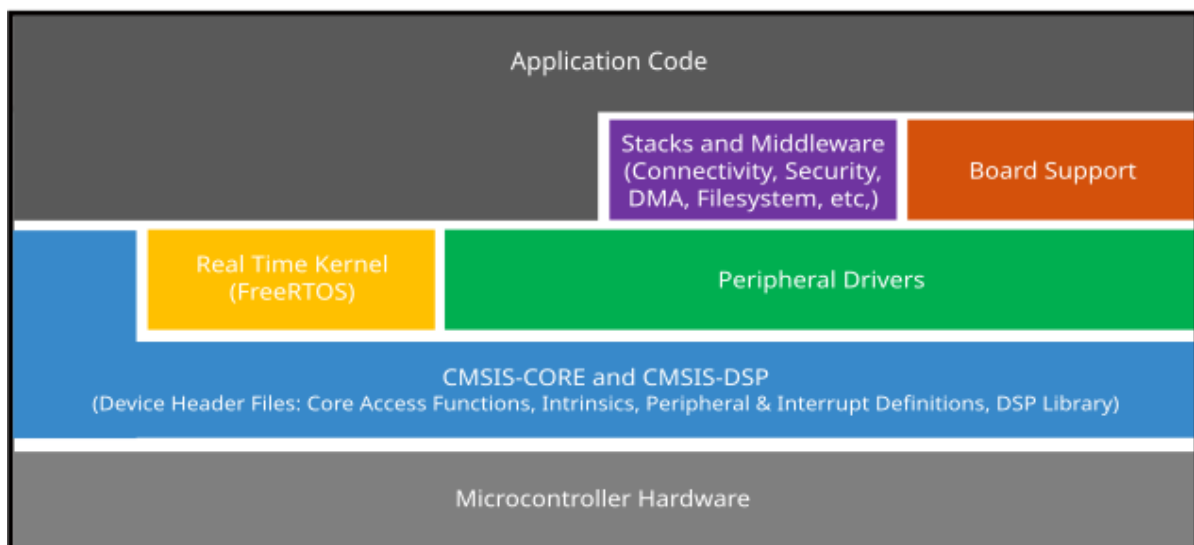 Application Code
Stacks and Middleware
(Connectivity, Security,
DMA, Filesystem, etc,)
Board Support
Real Time Kernel
(FreeRTOS)
Peripheral Drivers
CMSIS-CORE and CMSIS-DSP
(Device Header Files: Core Access Functions, Intrinsics, Peripheral & Interrupt Definitions, DSP Library)
Microcontroller Hardware